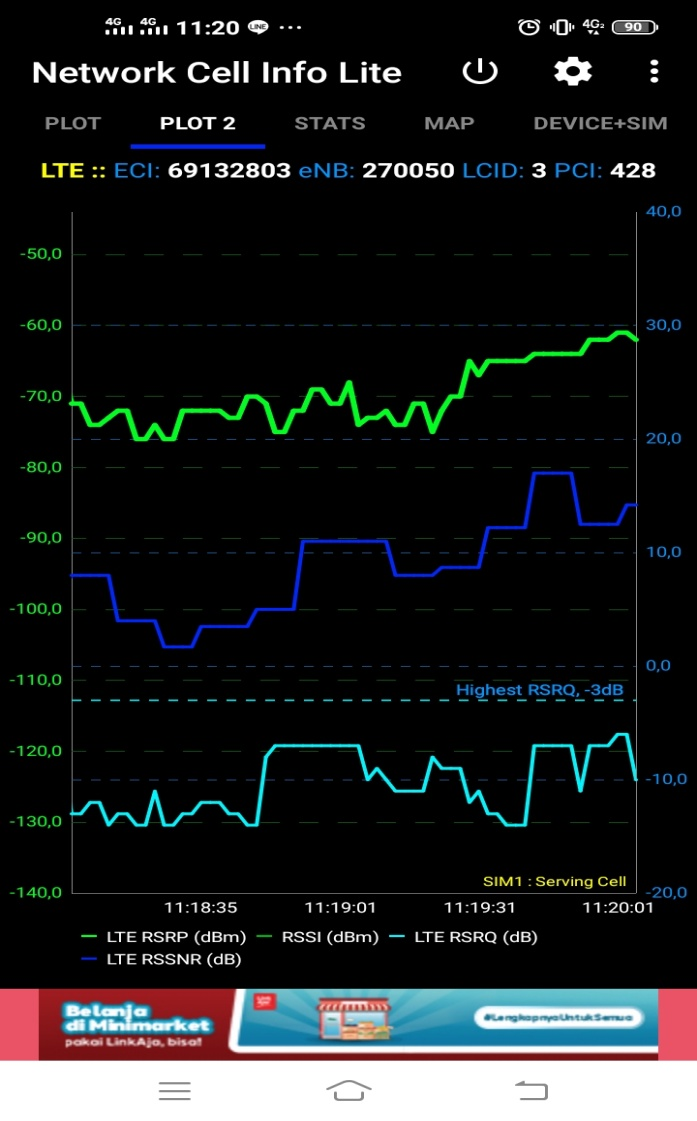 4G 4G 11:20 LINE ... 4G2 90
Network Cell Info Lite
PLOT PLOT 2 STATS MAP DEVICE+SIM
LTE :: ECI: 69132803 eNB: 270050 LCID: 3 PCI: 428
40,0
-50,0
-60,0 30,0
-70,0
20,0
-80,0
-90,0
10,0
-100,0
0,0
-110,0
Highest RSRQ, -3dB
-120,0
-10,0
-130,0
SIM1 : Serving Cell
-140,0 -20,0
11:18:35 11:19:01 11:19:31 11:20:01
LTE RSRP (dBm) RSSI (dBm) LTE RSRQ (dB)
LTE RSSNR (dB)
Belanja
di Minimarket
pakai LinkAja, bisa!
#LengkapnyaUntukSemua